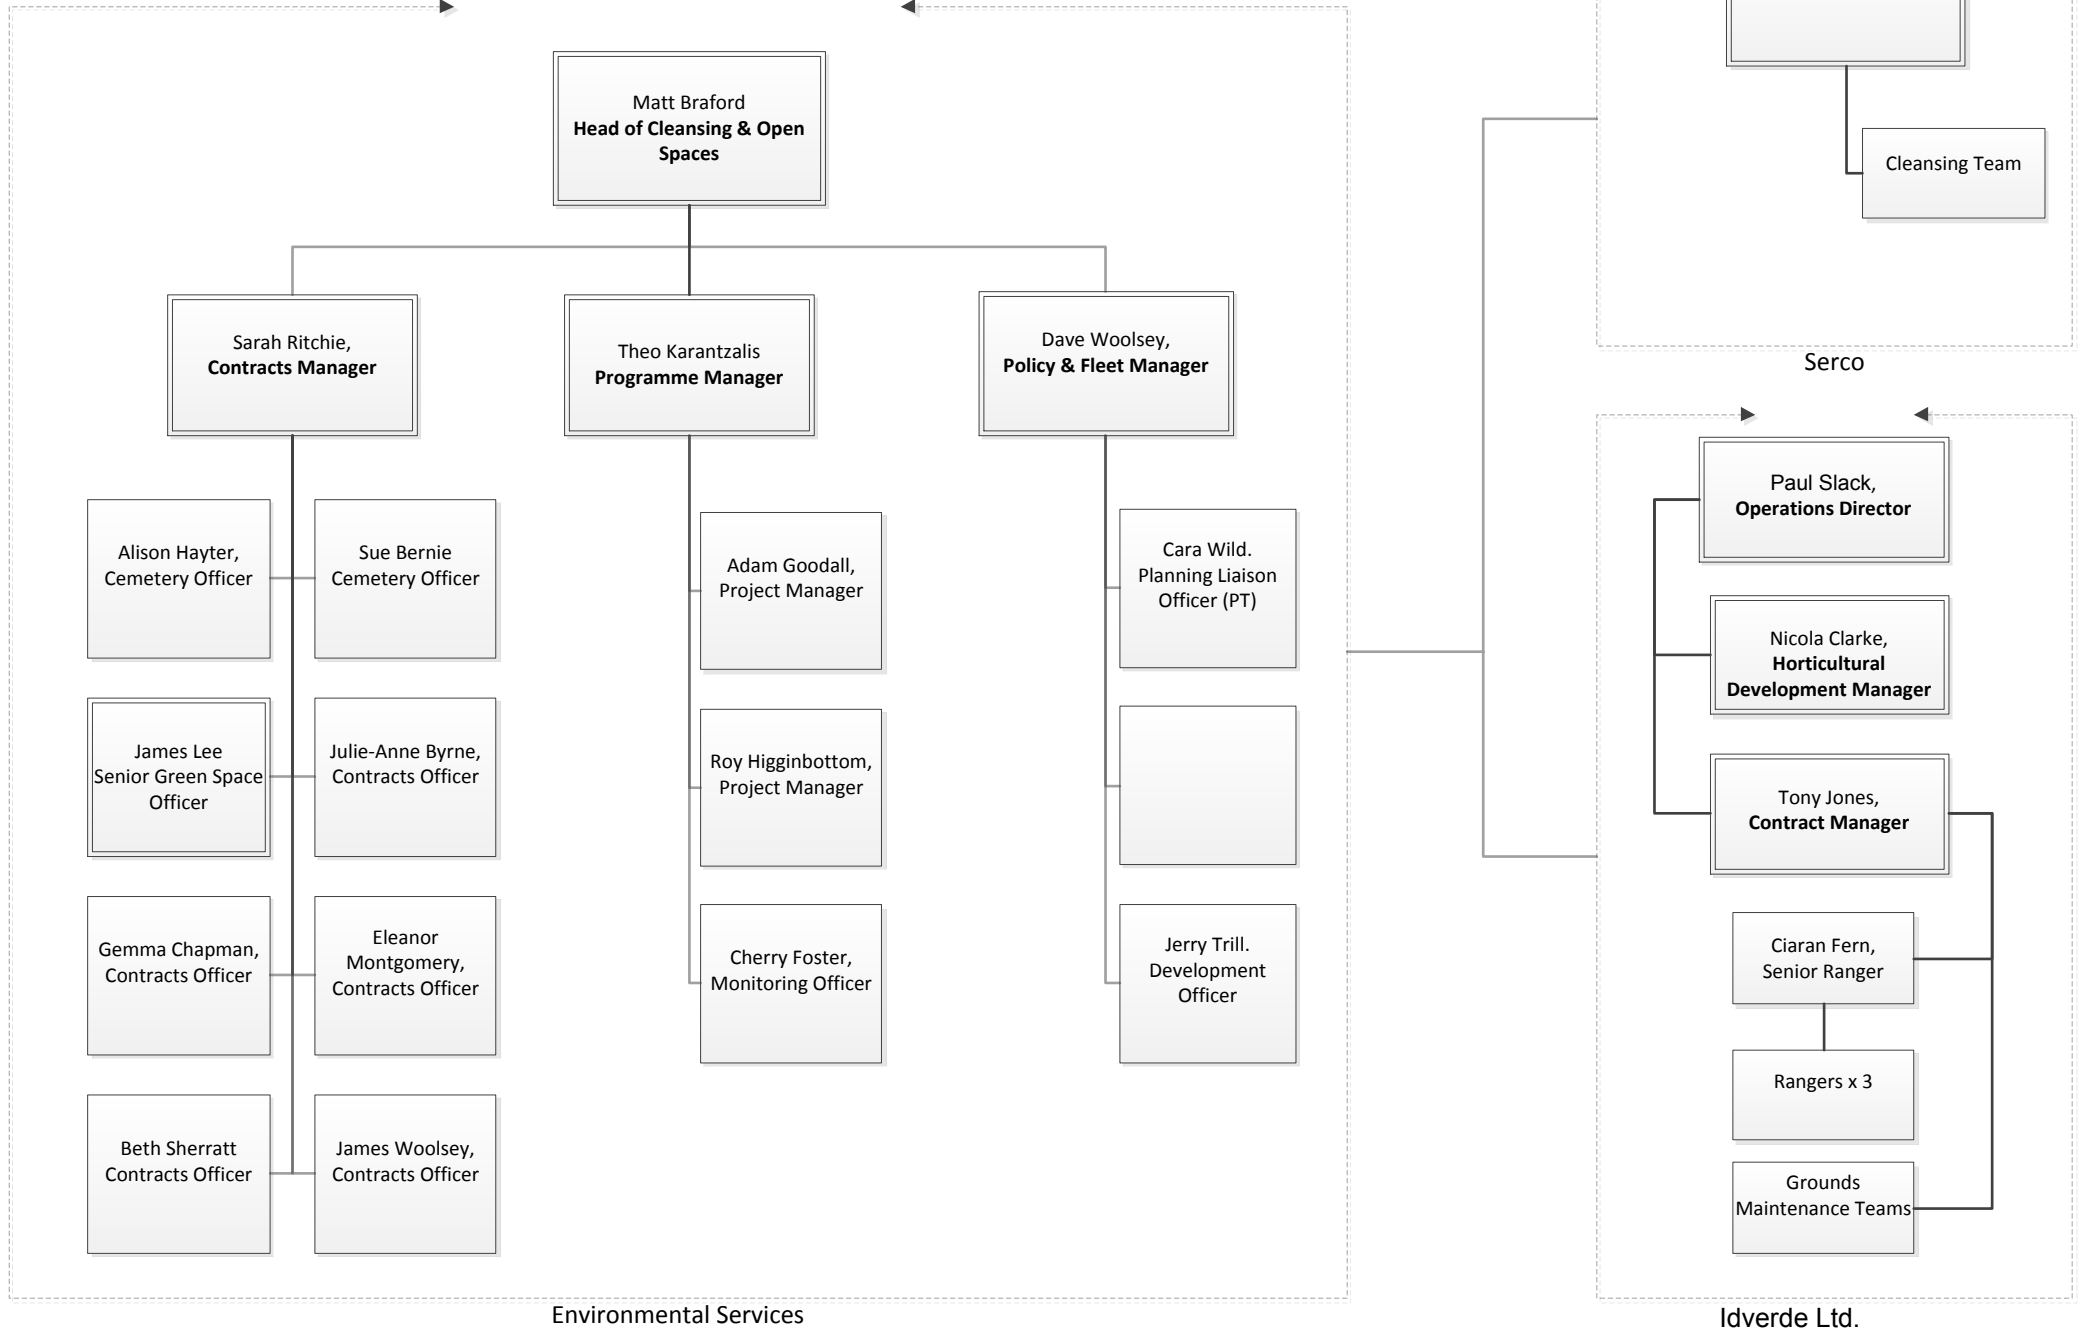 Matt Braford
Head of Cleansing & Open
Spaces
Sarah Ritchie,
Contracts Manager
Theo Karantzalis
Programme Manager
Dave Woolsey,
Policy & Fleet Manager
Alison Hayter,
Cemetery Officer
Sue Bernie
Cemetery Officer
James Lee
Senior Green Space
Officer
Julie-Anne Byrne,
Contracts Officer
Gemma Chapman,
Contracts Officer
Eleanor
Montgomery,
Contracts Officer
Beth Sherratt
Contracts Officer
James Woolsey,
Contracts Officer
Adam Goodall,
Project Manager
Roy Higginbottom,
Project Manager
Cherry Foster,
Monitoring Officer
Cara Wild.
Planning Liaison
Officer (PT)
Jerry Trill.
Development
Officer
Environmental Services
Cleansing Team
Serco
Paul Slack,
Operations Director
Nicola Clarke,
Horticultural
Development Manager
Tony Jones,
Contract Manager
Ciaran Fern,
Senior Ranger
Rangers x 3
Grounds
Maintenance Teams
Idverde Ltd.